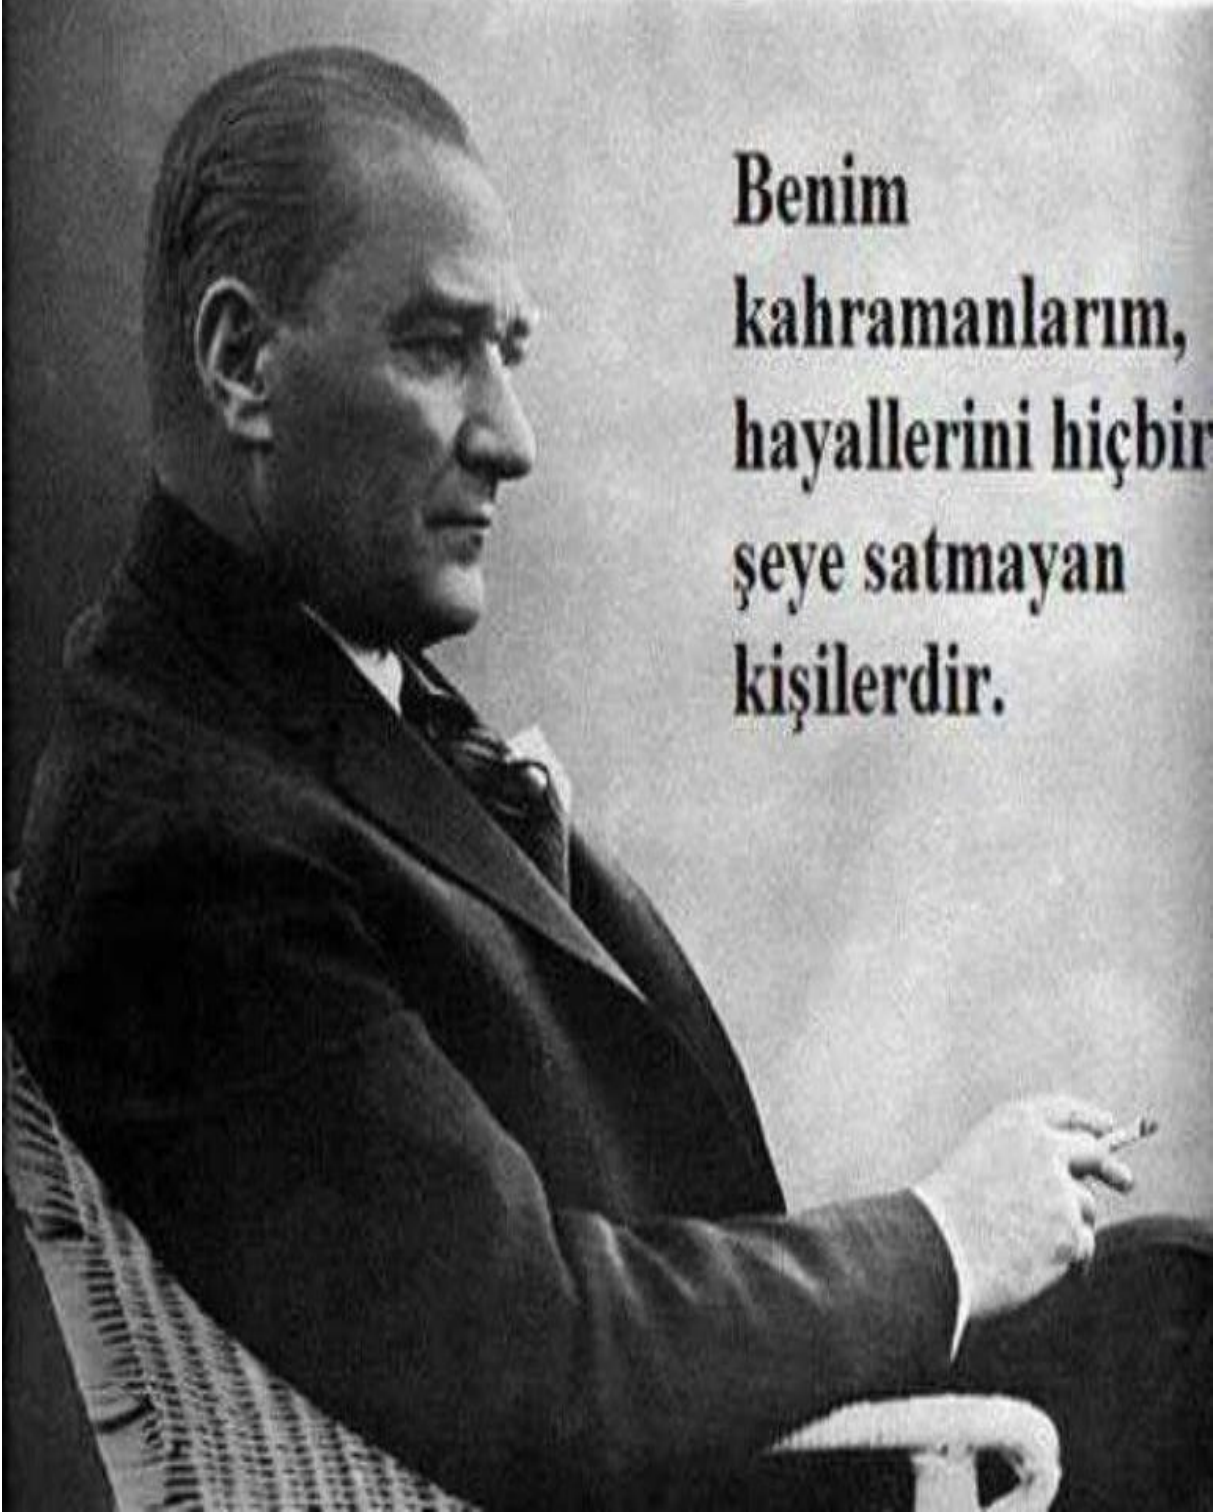 Benim
kahramanlarım,
hayallerini hiçbir
şeye satmayan
kişilerdir.